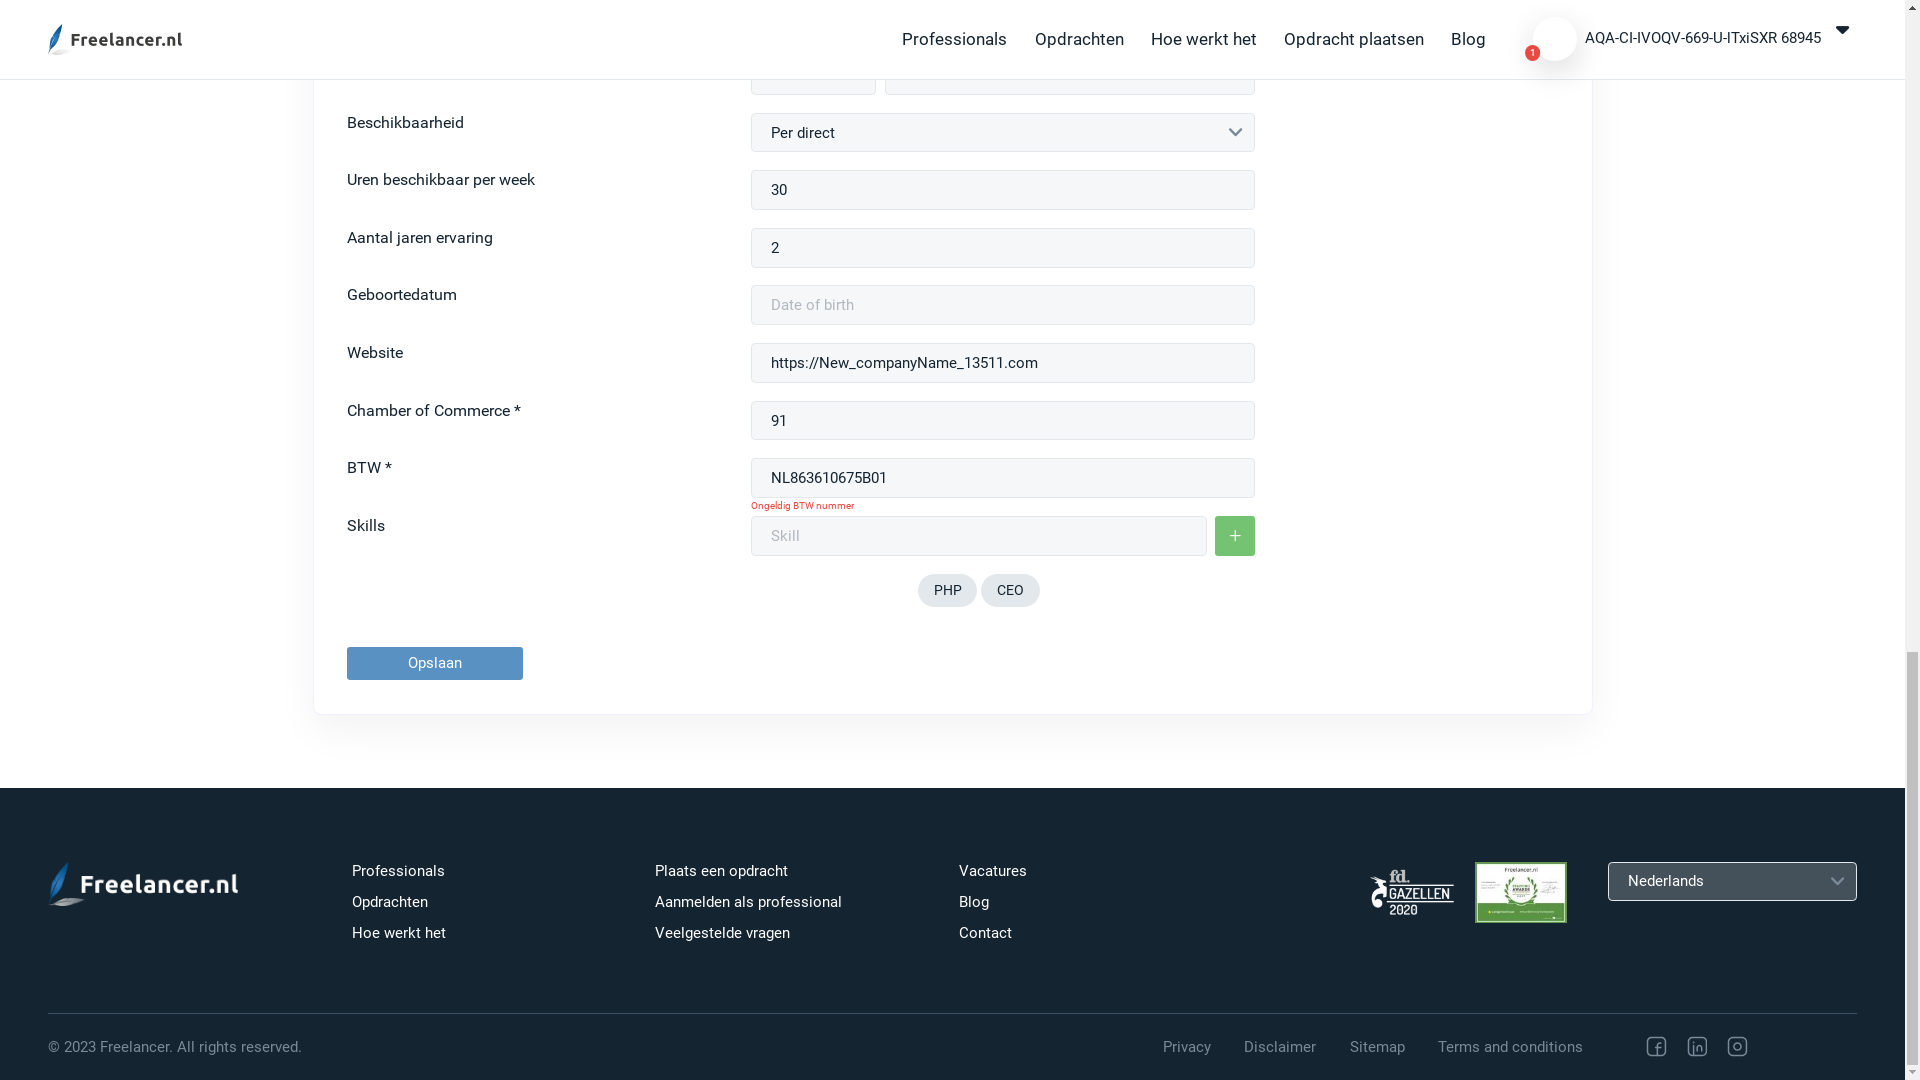 Freelancer.nl
Professionals
Opdrachten
Hoe werkt het
Opdracht plaatsen
Blog
1
AQA-CI-IVOQV-669-U-ITxiSXR 68945
Beschikbaarheid
Per direct
Uren beschikbaar per week
30
Aantal jaren ervaring
2
Geboortedatum
Date of birth
Website
https://New_companyName_13511.com
Chamber of Commerce *
91
BTW *
NL863610675B01
Ongeldig BTW nummer
Skills
Skill
+
PHP
CEO
Opslaan
Freelancer.nl
Professionals
Opdrachten
Hoe werkt het
Plaats een opdracht
Aanmelden als professional
Veelgestelde vragen
Vacatures
Blog
Contact
fd.
GAZELLEN
2020
Freelancer.nl
Nederlands
© 2023 Freelancer. All rights reserved.
Privacy
Disclaimer
Sitemap
Terms and conditions